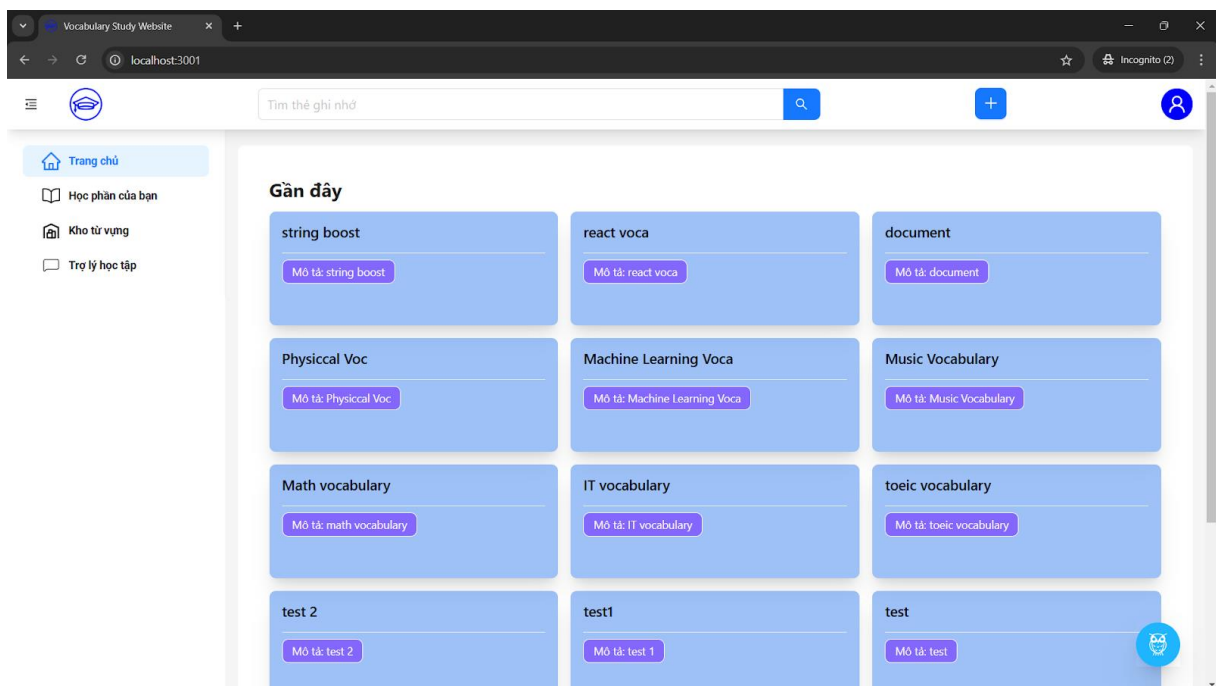 Vocabulary Study Website
localhost:3001
Incognito (2)
Tìm thẻ ghi nhớ
Trang chủ
Học phần của bạn
Kho từ vựng
Trợ lý học tập
Gần đây
string boost
react voca
document
Mô tả: string boost
Mô tả: react voca
Mô tả: document
Physiccal Voc
Machine Learning Voca
Music Vocabulary
Mô tả: Physiccal Voc
Mô tả: Machine Learning Voca
Mô tả: Music Vocabulary
Math vocabulary
IT vocabulary
toeic vocabulary
Mô tả: math vocabulary
Mô tả: IT vocabulary
Mô tả: toeic vocabulary
test 2
test1
test
Mô tả: test 2
Mô tả: test 1
Mô tả: test